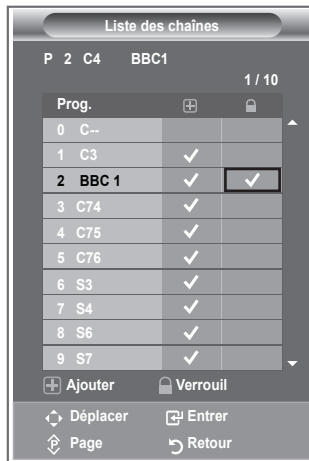 Liste des chaînes
P 2 C4 BBC1
1 / 10
Prog.
0 C--
1 C3
2 BBC 1
3 C74
4 C75
5 C76
6 S3
7 S4
8 S6
9 S7
Ajouter Verrouil
Déplacer Entrer
P Page Retour